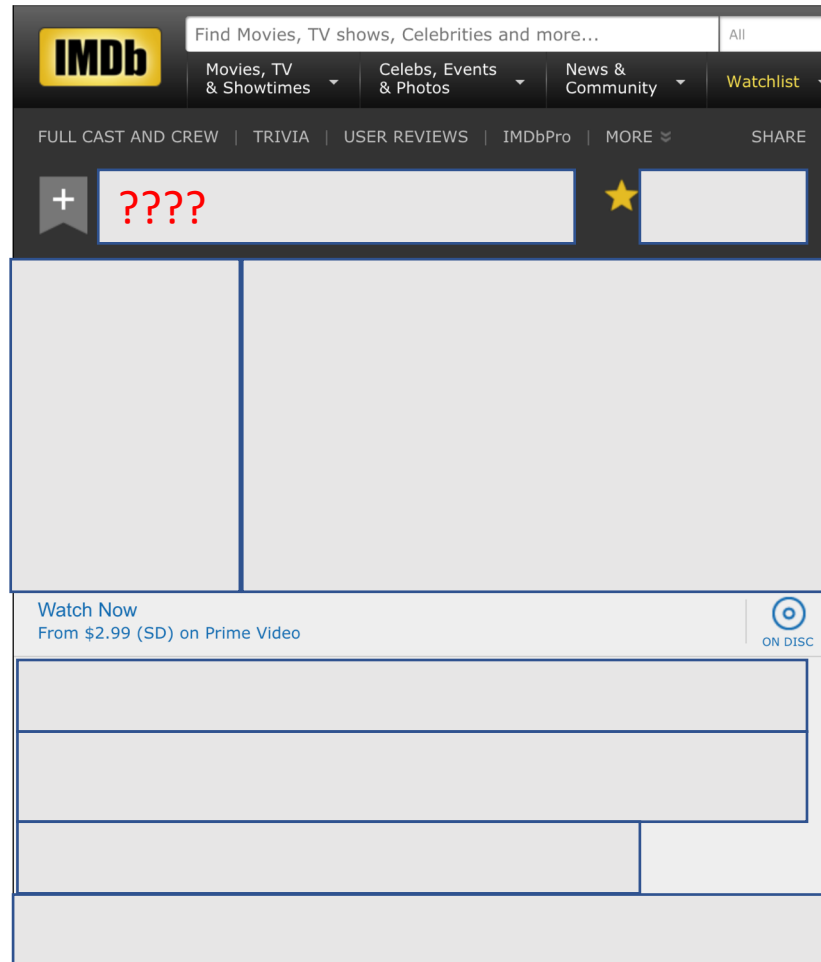 IMDb
Find Movies, TV shows, Celebrities and more...
All
Movies, TV
& Showtimes
Celebs, Events
& Photos
News &
Community
Watchlist
FULL CAST AND CREW | TRIVIA | USER REVIEWS | IMDbPro | MORE
SHARE
+
????
Watch Now
From $2.99 (SD) on Prime Video
ON DISC